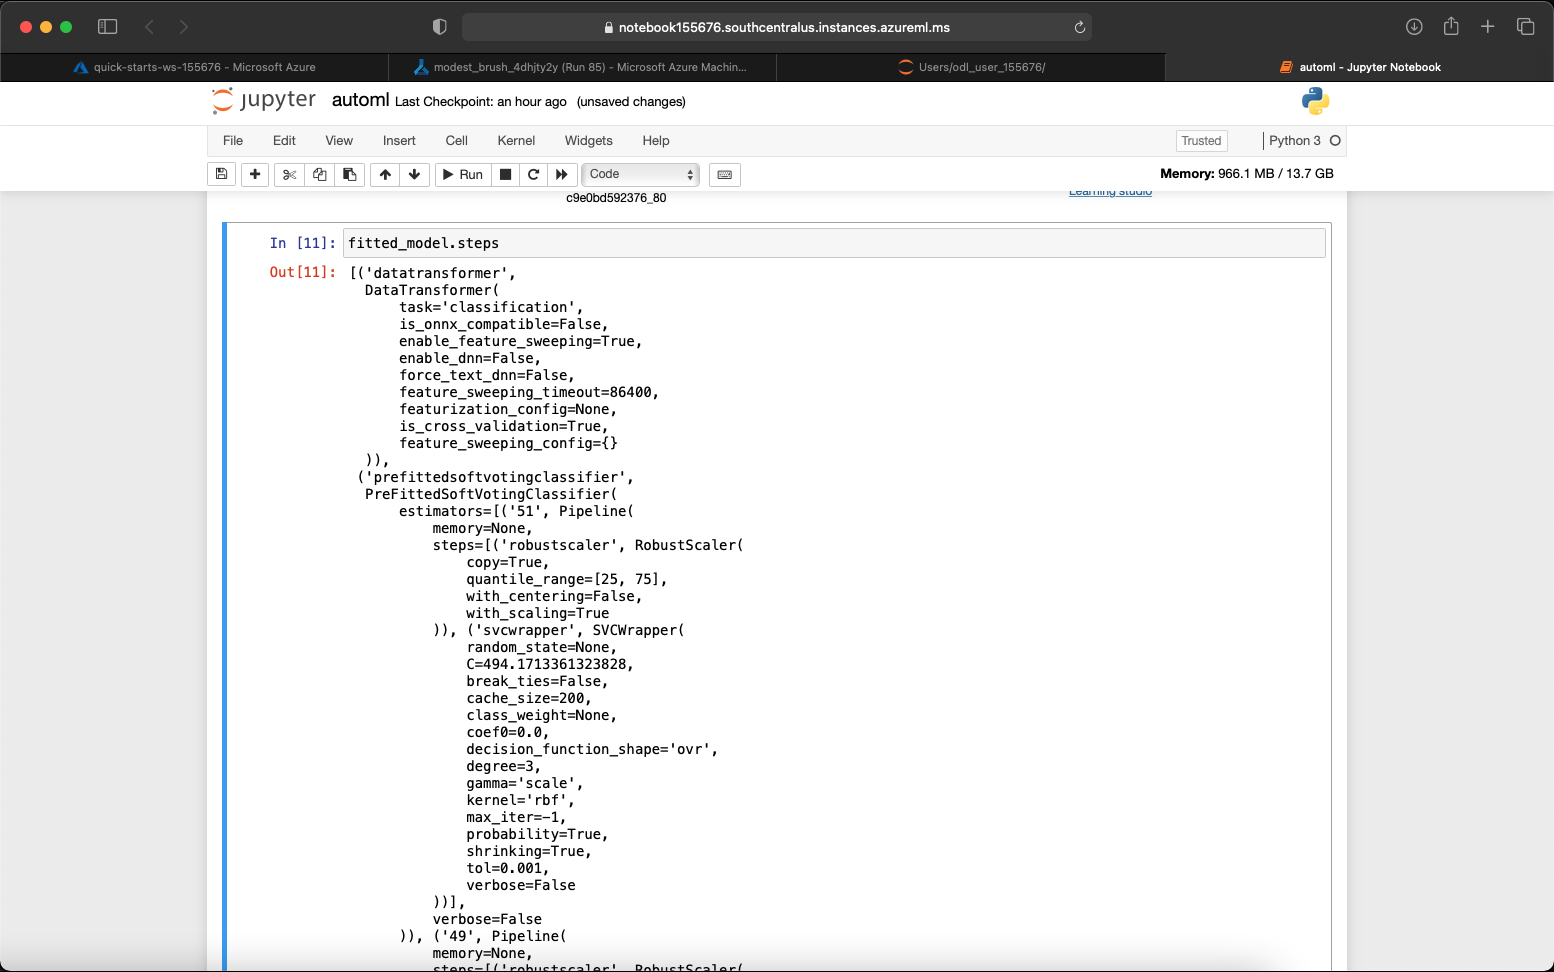 notebook155676.southcentralus.instances.azureml.ms
quick-starts-ws-155676 - Microsoft Azure
modest_brush_4dhjty2y (Run 85) - Microsoft Azure Machin...
Users/odl_user_155676/
automl - Jupyter Notebook
jupyter automl Last Checkpoint: an hour ago (unsaved changes)
File Edit View Insert Cell Kernel Widgets Help Trusted Python 3
Run Code Memory: 966.1 MB / 13.7 GB
c9e0bd592376_80 Learning studio
In [11]: fitted_model.steps
Out[11]: [('datatransformer',
DataTransformer(
task='classification',
is_onnx_compatible=False,
enable_feature_sweeping=True,
enable_dnn=False,
force_text_dnn=False,
feature_sweeping_timeout=86400,
featurization_config=None,
is_cross_validation=True,
feature_sweeping_config={}
)),
('prefittedsoftvotingclassifier',
PreFittedSoftVotingClassifier(
estimators=[('51', Pipeline(
memory=None,
steps=[('robustscaler', RobustScaler(
copy=True,
quantile_range=[25, 75],
with_centering=False,
with_scaling=True
)), ('svcwrapper', SVCWrapper(
random_state=None,
C=494.1713361323828,
break_ties=False,
cache_size=200,
class_weight=None,
coef0=0.0,
decision_function_shape='ovr',
degree=3,
gamma='scale',
kernel='rbf',
max_iter=-1,
probability=True,
shrinking=True,
tol=0.001,
verbose=False
))],
verbose=False
)), ('49', Pipeline(
memory=None,
steps=[('robustscaler', RobustScaler(